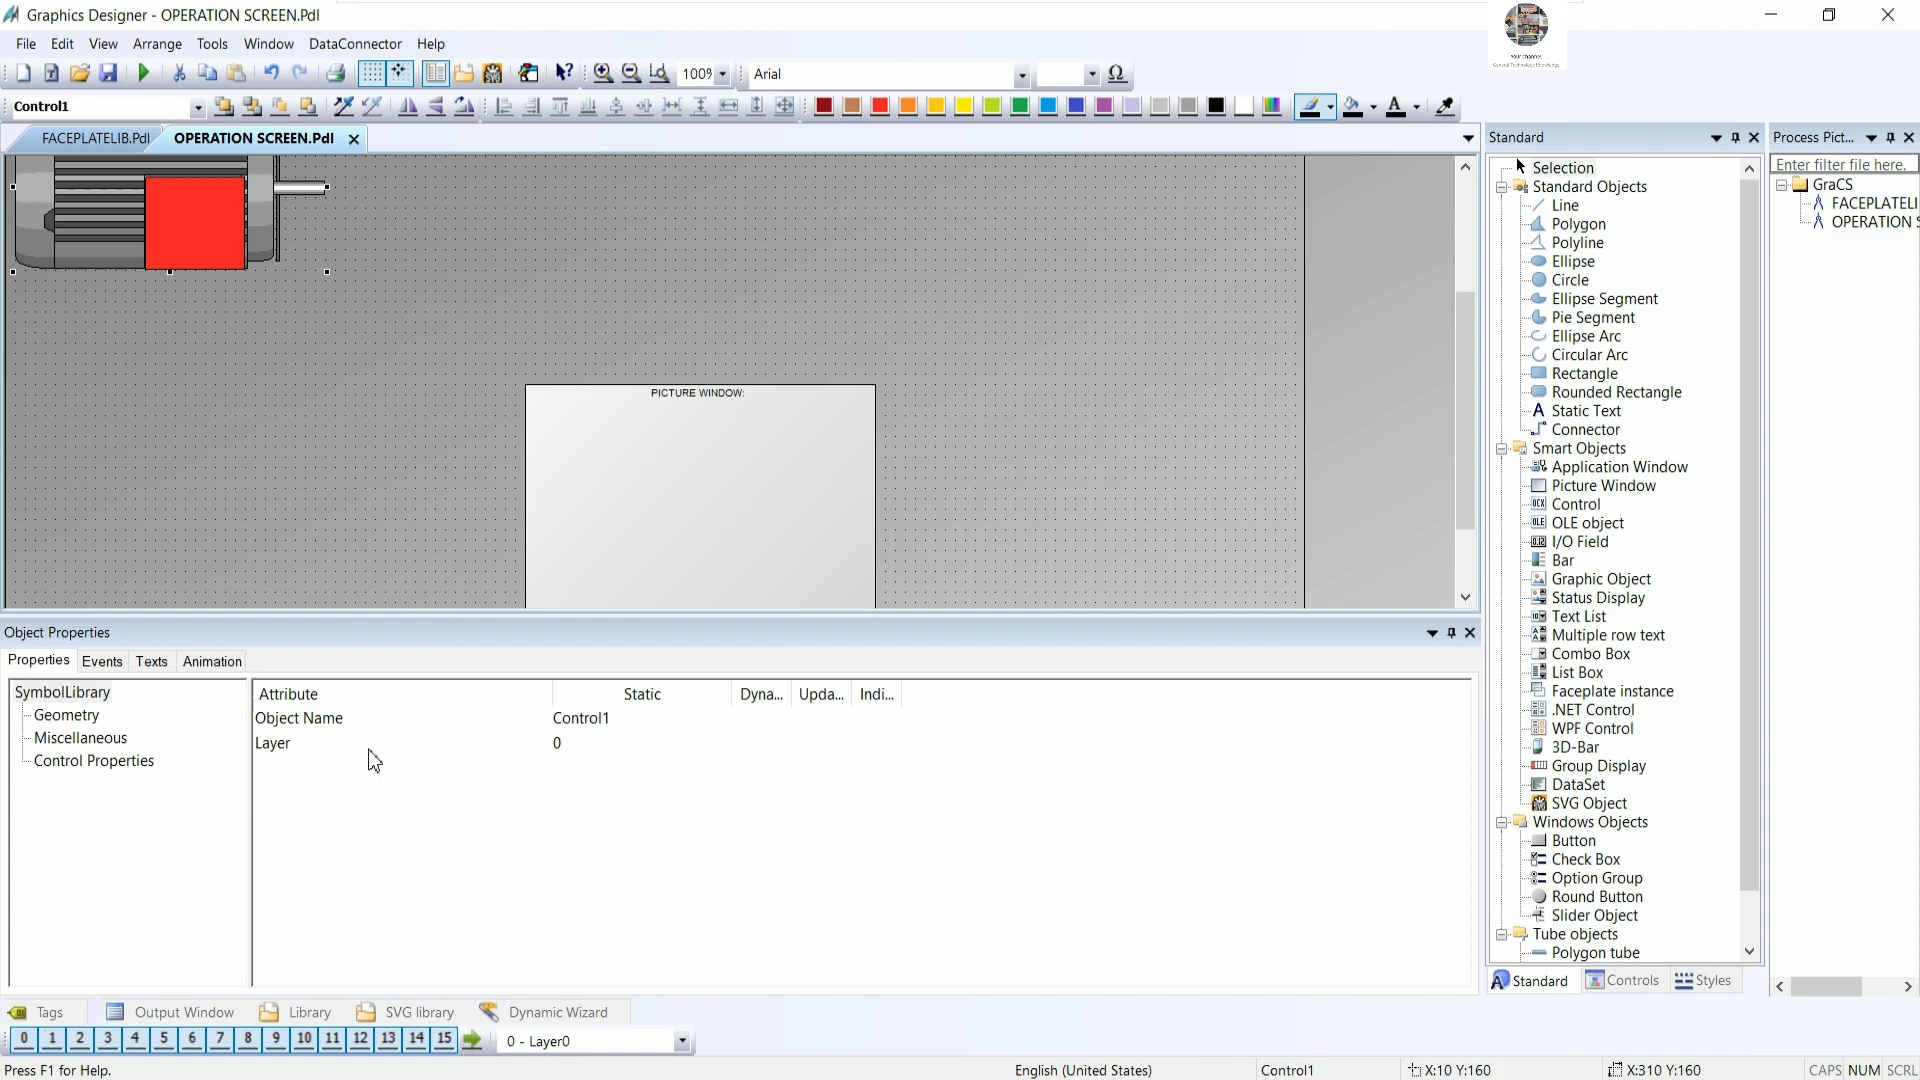 Graphics Designer - OPERATION SCREEN.Pdl
Your channel
General Technology Knowledge
File Edit View Arrange Tools Window DataConnector Help
100% Arial Ω
Control1 A
FACEPLATELIB.Pdl OPERATION SCREEN.Pdl
PICTURE WINDOW:
Object Properties
Properties Events Texts Animation
SymbolLibrary
Geometry
Miscellaneous
Control Properties
Attribute Static Dyna... Upda... Indi...
Object Name Control1
Layer 0
Standard
Selection
Standard Objects
Line
Polygon
Polyline
Ellipse
Circle
Ellipse Segment
Pie Segment
Ellipse Arc
Circular Arc
Rectangle
Rounded Rectangle
A Static Text
Connector
Smart Objects
Application Window
Picture Window
OCX Control
OLE OLE object
0.12 I/O Field
Bar
Graphic Object
Status Display
Text List
Multiple row text
Combo Box
List Box
Faceplate instance
.NET Control
WPF Control
3D-Bar
Group Display
DataSet
SVG Object
Windows Objects
Button
Check Box
Option Group
Round Button
Slider Object
Tube objects
Polygon tube
Standard Controls Styles
Process Pict...
Enter filter file here.
GraCS
FACEPLATELI
OPERATION S
Tags Output Window Library SVG library Dynamic Wizard
0 1 2 3 4 5 6 7 8 9 10 11 12 13 14 15 0 - Layer0
Press F1 for Help. English (United States) Control1 X:10 Y:160 X:310 Y:160 CAPS NUM SCRL